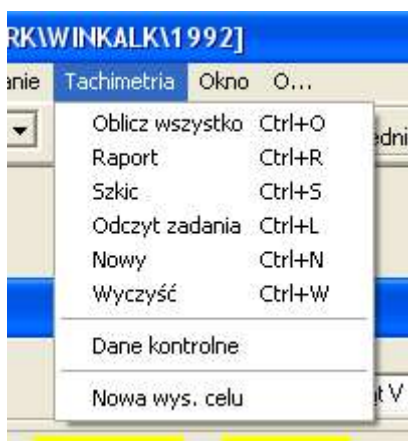 RK\WINKALK\1992]
anie Tachimetria Okno O...
Oblicz wszystko Ctrl+O
Raport Ctrl+R
Szkic Ctrl+S
Odczyt zadania Ctrl+L
Nowy Ctrl+N
Wyczyść Ctrl+W
Dane kontrolne
Nowa wys. celu